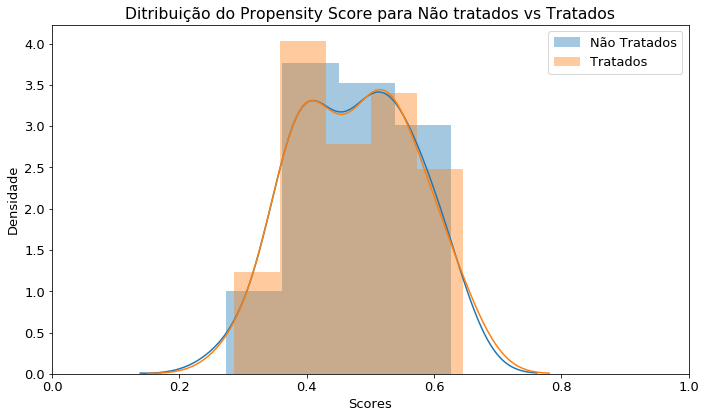 Ditribuição do Propensity Score para Não tratados vs Tratados
Não Tratados
Tratados
Densidade
4.0
3.5
3.0
2.5
2.0
1.5
1.0
0.5
0.0
0.0 0.2 0.4 0.6 0.8 1.0
Scores